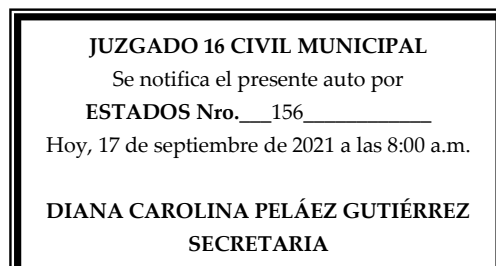 JUZGADO 16 CIVIL MUNICIPAL
Se notifica el presente auto por
ESTADOS Nro.___156____________
Hoy, 17 de septiembre de 2021 a las 8:00 a.m.
DIANA CAROLINA PELÁEZ GUTIÉRREZ
SECRETARIA